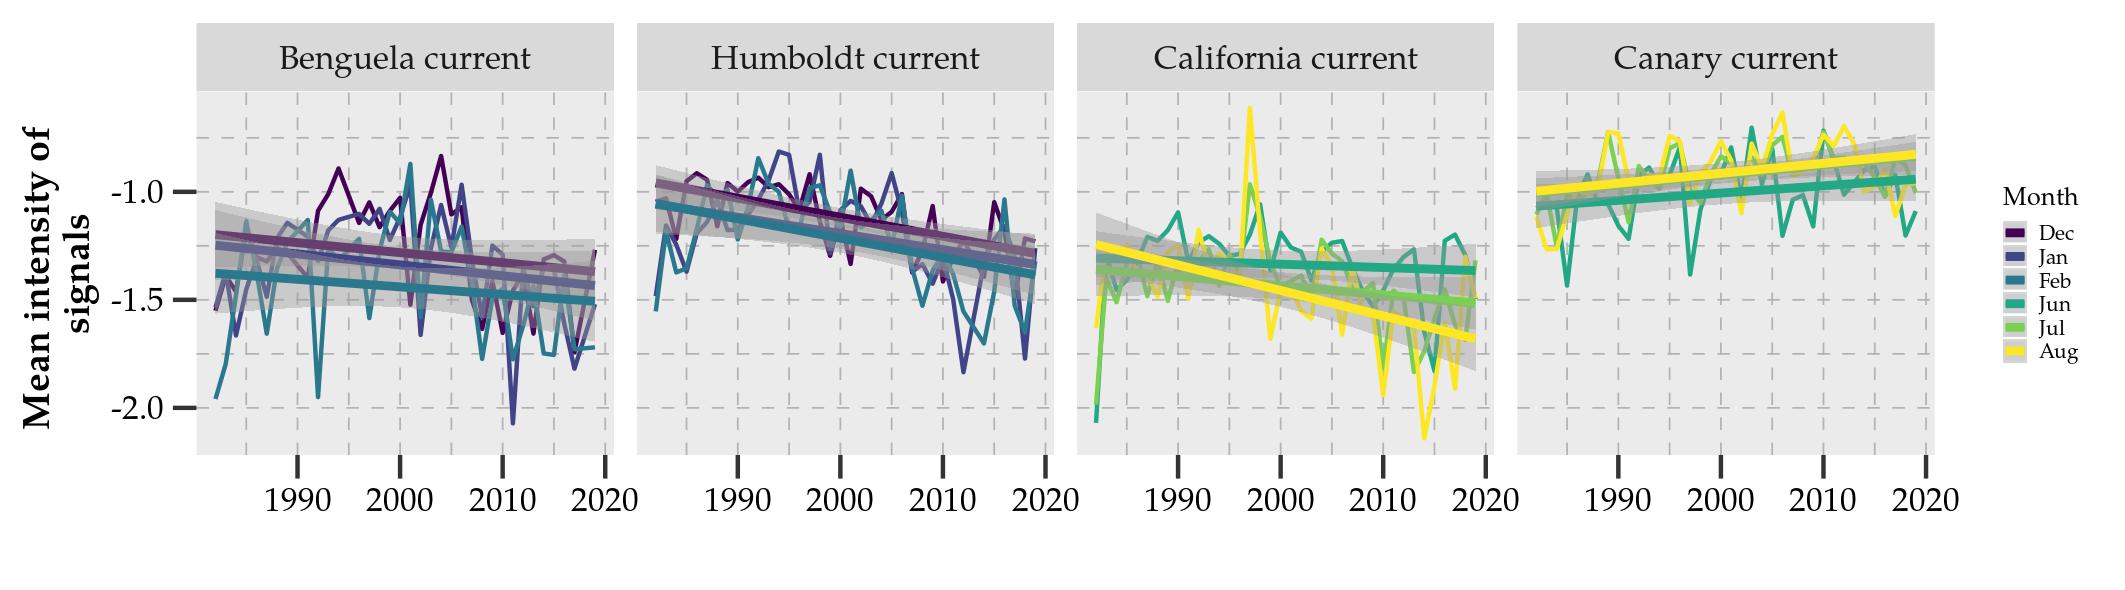 Benguela current
Humboldt current
California current
Canary current
Mean intensity of
signals
-1.0
-1.5
-2.0
1990 2000 2010 2020
1990 2000 2010 2020
1990 2000 2010 2020
1990 2000 2010 2020
Month
Dec
Jan
Feb
Jun
Jul
Aug